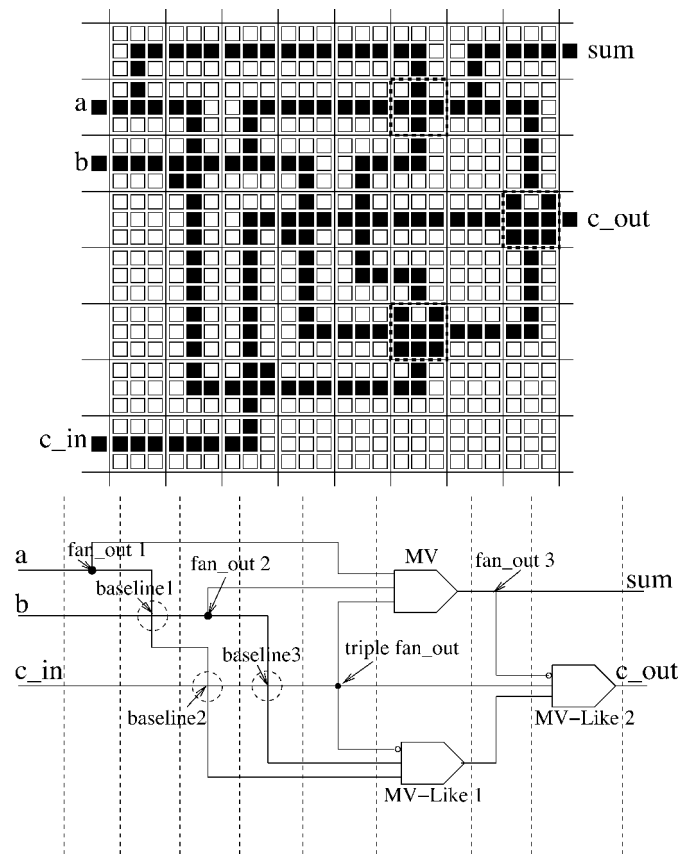 sum
a
b
c_out
c_in
a
fan_out 1
fan_out 2
MV
fan_out 3
sum
baseline1
b
c_in
baseline3
triple fan_out
c_out
baseline2
MV-Like 2
MV-Like 1